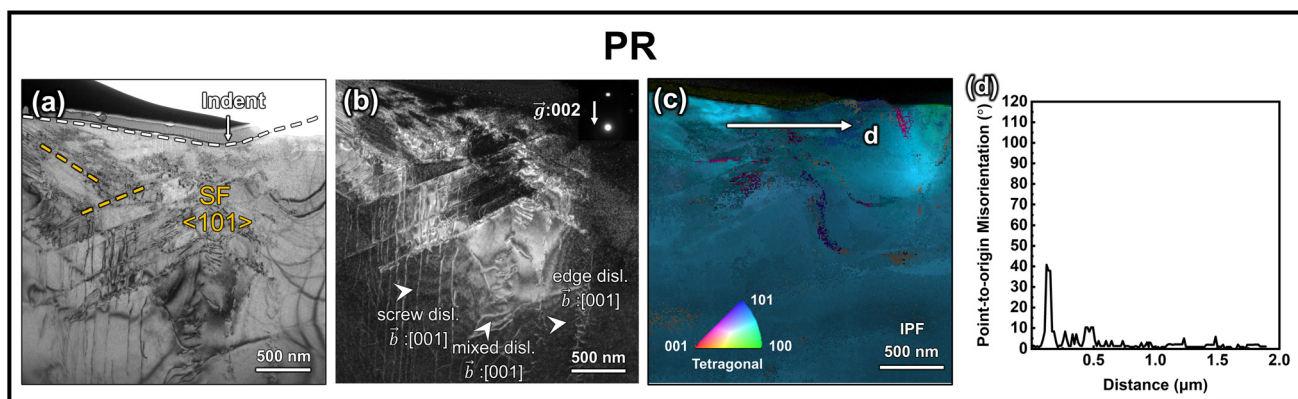 PR
(a)
Indent
SF
<101>
500 nm
(b)
g⃗:002
screw disl.
b⃗:[001]
mixed disl.
b⃗:[001]
edge disl.
b⃗:[001]
500 nm
(c)
d
101
001
100
Tetragonal
IPF
500 nm
(d)
Point-to-origin Misorientation (°)
120
110
100
90
80
70
60
50
40
30
20
10
0
0.5
1.0
1.5
2.0
Distance (μm)